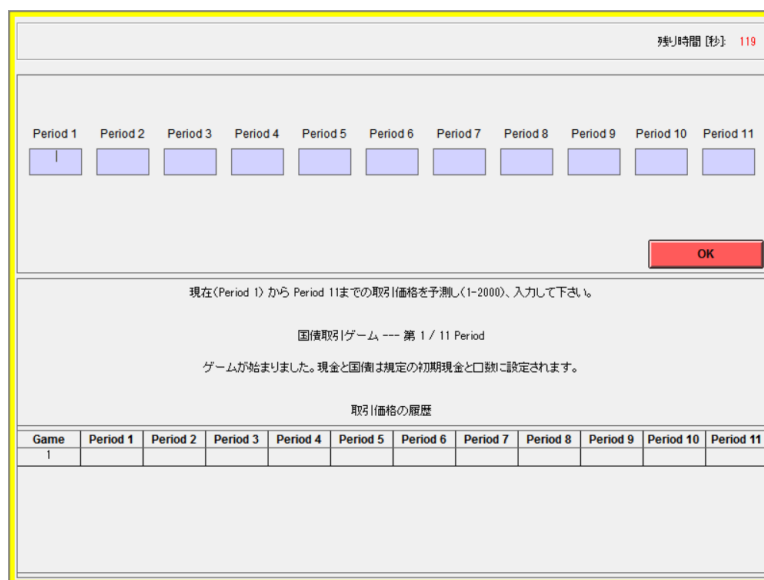 残り時間 [秒]: 119
Period 1 Period 2 Period 3 Period 4 Period 5 Period 6 Period 7 Period 8 Period 9 Period 10 Period 11
OK
現在(Period 1) から Period 11までの取引価格を予測し(1-2000)、入力して下さい。
国債取引ゲーム --- 第 1 / 11 Period
ゲームが始まりました。現金と国債は規定の初期現金と口数に設定されます。
取引価格の履歴
Game Period 1 Period 2 Period 3 Period 4 Period 5 Period 6 Period 7 Period 8 Period 9 Period 10 Period 11
1